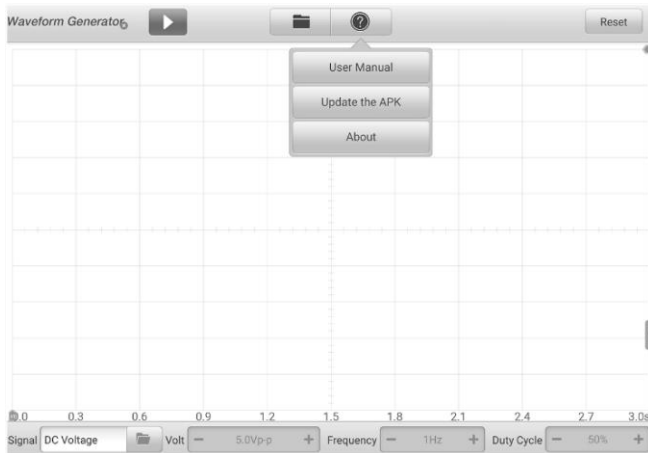 Waveform Generator
Reset
User Manual
Update the APK
About
0.0 0.3 0.6 0.9 1.2 1.5 1.8 2.1 2.4 2.7 3.0s
Signal DC Voltage Volt − 5.0Vp-p + Frequency − 1Hz + Duty Cycle − 50% +